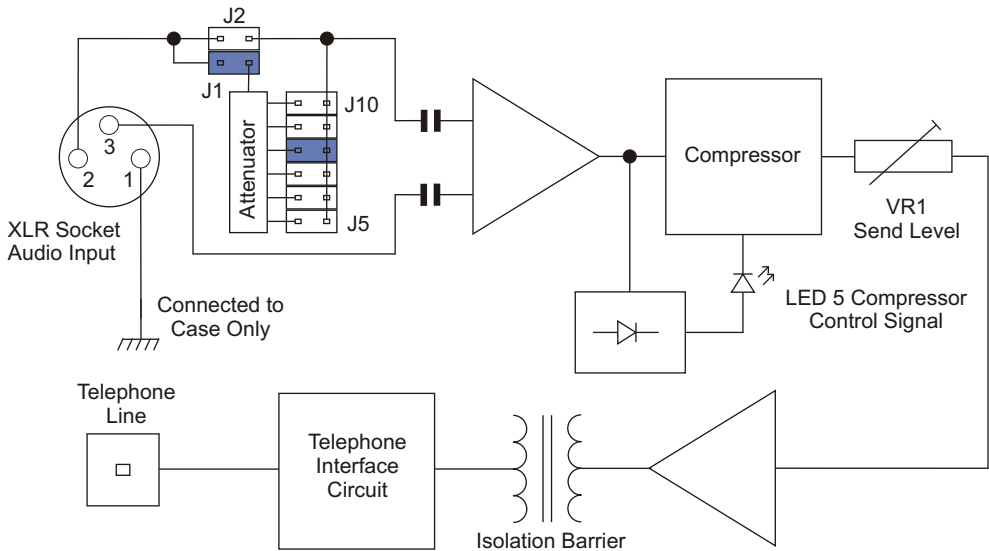 J2
J1
J10
Attenuator
J5
3
2
1
XLR Socket
Audio Input
Connected to
Case Only
Compressor
VR1
Send Level
LED 5 Compressor
Control Signal
Telephone
Line
Telephone
Interface
Circuit
Isolation Barrier